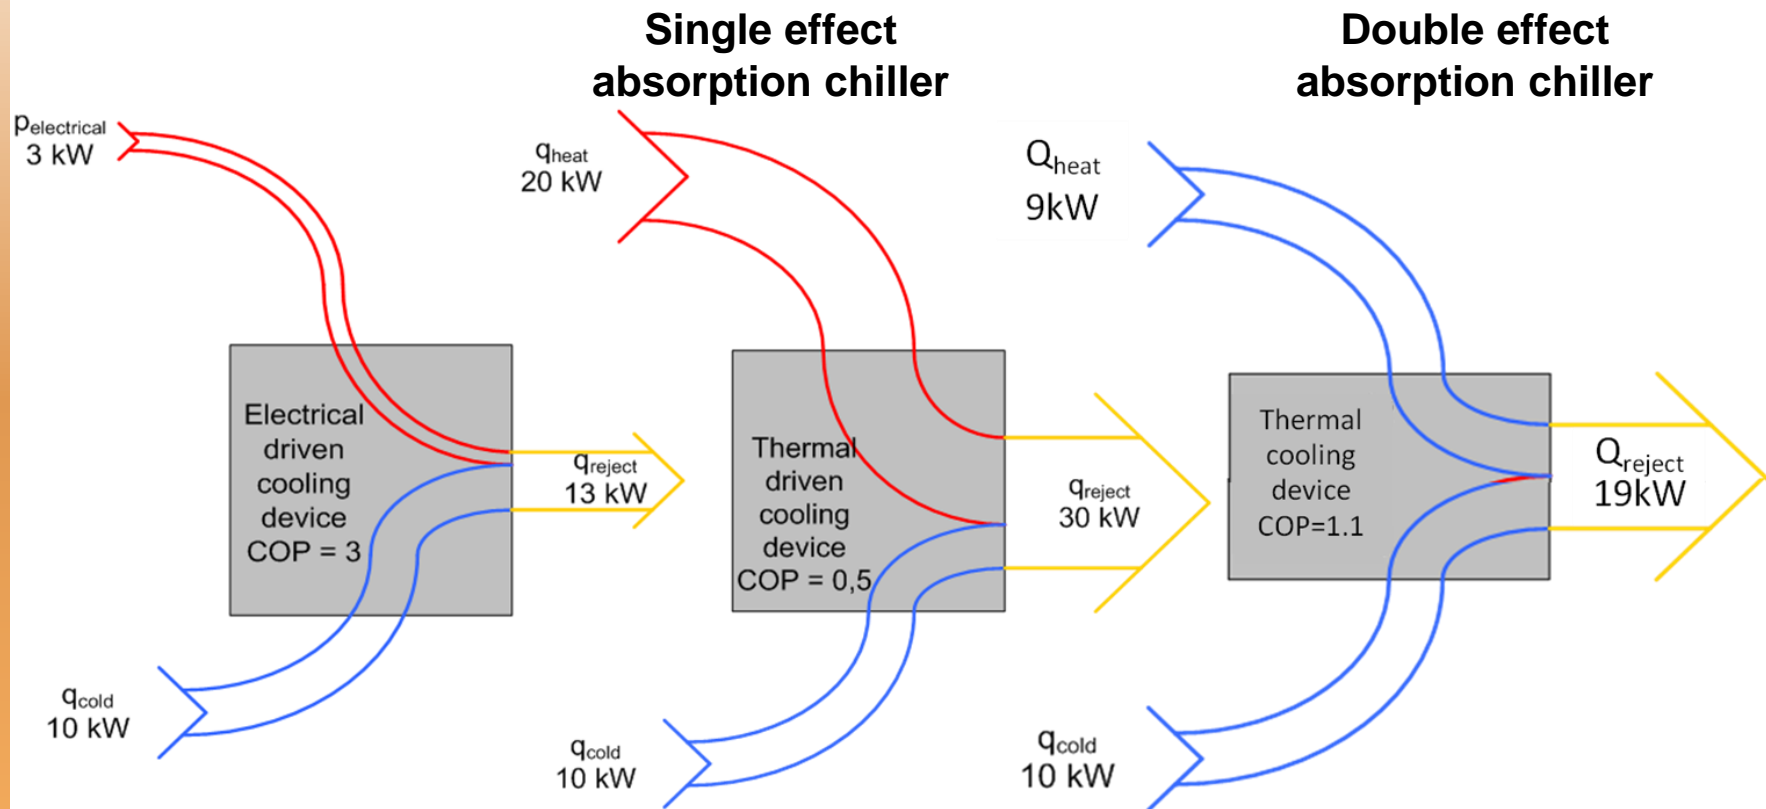 Single effect
absorption chiller
Double effect
absorption chiller
pelectrical
3 kW
qheat
20 kW
Qheat
9kW
Electrical
driven
cooling
device
COP = 3
qreject
13 kW
Thermal
driven
cooling
device
COP = 0,5
qreject
30 kW
Thermal
cooling
device
COP=1.1
Qreject
19kW
qcold
10 kW
qcold
10 kW
qcold
10 kW